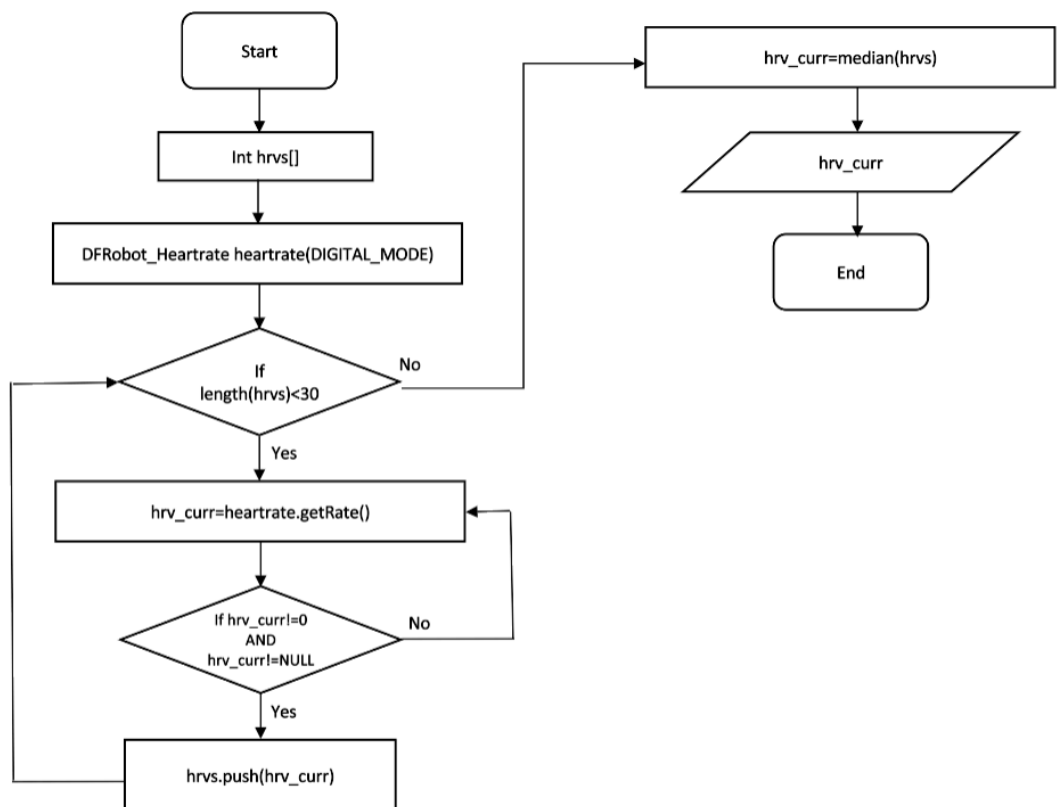 Start
Int hrvs[]
DFRobot_Heartrate heartrate(DIGITAL_MODE)
If
length(hrvs)<30
No
Yes
hrv_curr=heartrate.getRate()
If hrv_curr!=0
AND
hrv_curr!=NULL
No
Yes
hrvs.push(hrv_curr)
hrv_curr=median(hrvs)
hrv_curr
End